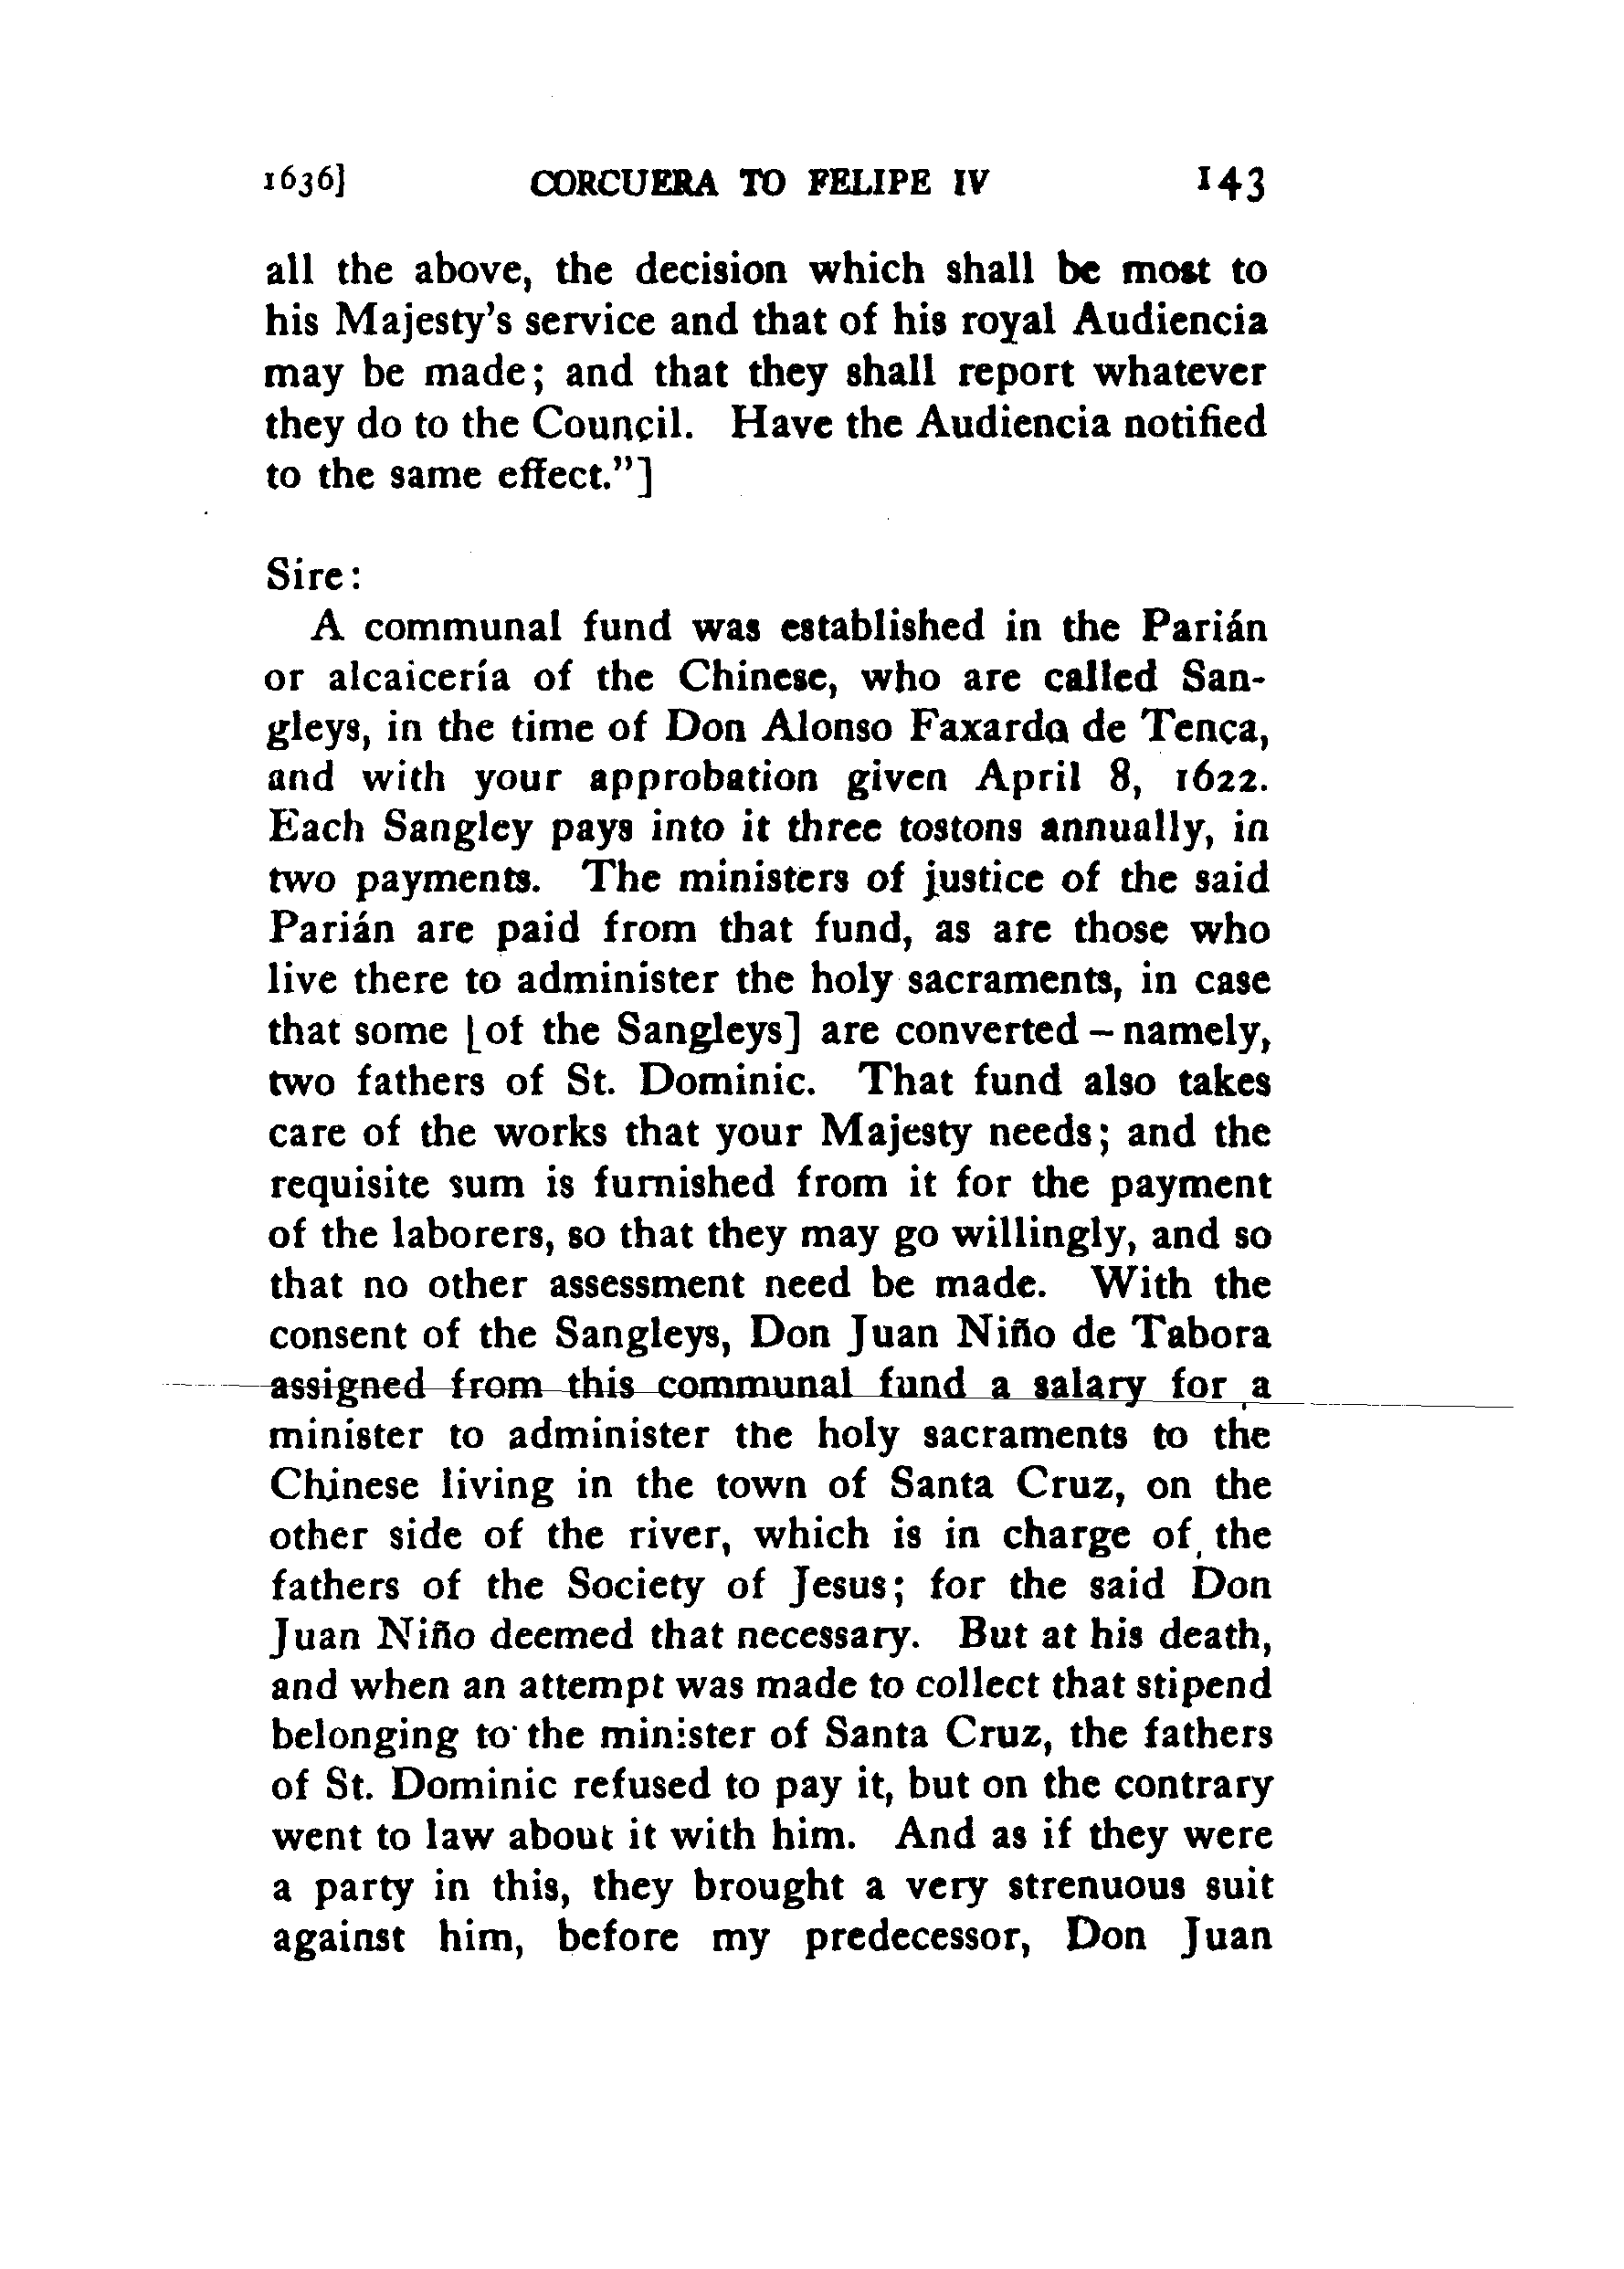 1636] CORCUERA TO FELIPE IV 143
all the above, the decision which shall be most to
his Majesty's service and that of his royal Audiencia
may be made; and that they shall report whatever
they do to the Council. Have the Audiencia notified
to the same effect."]
Sire:
A communal fund was established in the Parián
or alcaicería of the Chinese, who are called San-
gleys, in the time of Don Alonso Faxardo de Tença,
and with your approbation given April 8, 1622.
Each Sangley pays into it three tostons annually, in
two payments. The ministers of justice of the said
Parián are paid from that fund, as are those who
live there to administer the holy sacraments, in case
that some [of the Sangleys] are converted – namely,
two fathers of St. Dominic. That fund also takes
care of the works that your Majesty needs; and the
requisite sum is furnished from it for the payment
of the laborers, so that they may go willingly, and so
that no other assessment need be made. With the
consent of the Sangleys, Don Juan Niño de Tabora
assigned from this communal fund a salary for a
minister to administer the holy sacraments to the
Chinese living in the town of Santa Cruz, on the
other side of the river, which is in charge of the
fathers of the Society of Jesus; for the said Don
Juan Niño deemed that necessary. But at his death,
and when an attempt was made to collect that stipend
belonging to the minister of Santa Cruz, the fathers
of St. Dominic refused to pay it, but on the contrary
went to law about it with him. And as if they were
a party in this, they brought a very strenuous suit
against him, before my predecessor, Don Juan